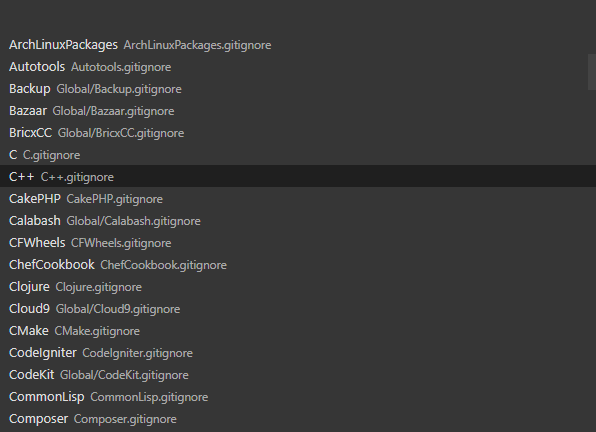 ArchLinuxPackages ArchLinuxPackages.gitignore
Autotools Autotools.gitignore
Backup Global/Backup.gitignore
Bazaar Global/Bazaar.gitignore
BricxCC Global/BricxCC.gitignore
C C.gitignore
C++ C++.gitignore
CakePHP CakePHP.gitignore
Calabash Global/Calabash.gitignore
CFWheels CFWheels.gitignore
ChefCookbook ChefCookbook.gitignore
Clojure Clojure.gitignore
Cloud9 Global/Cloud9.gitignore
CMake CMake.gitignore
CodeIgniter CodeIgniter.gitignore
CodeKit Global/CodeKit.gitignore
CommonLisp CommonLisp.gitignore
Composer Composer.gitignore